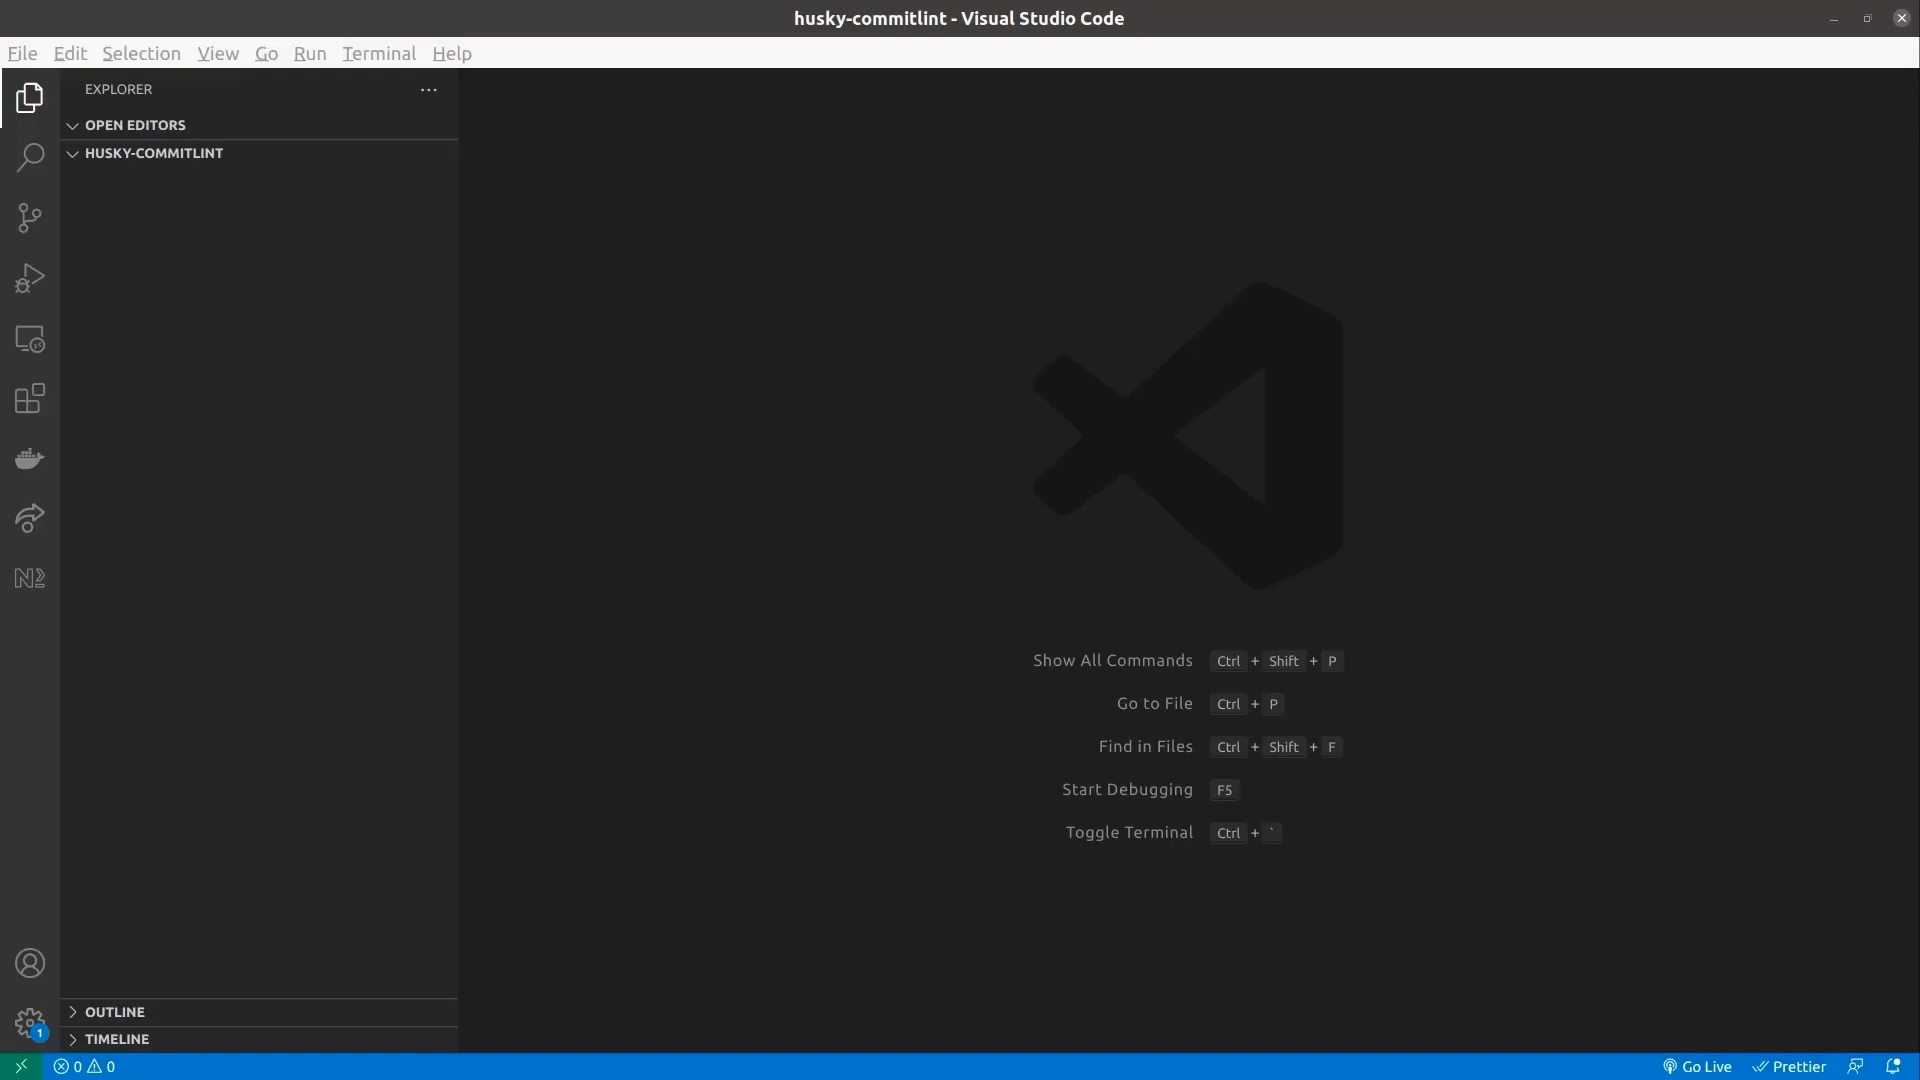 husky-commitlint - Visual Studio Code
File Edit Selection View Go Run Terminal Help
EXPLORER
OPEN EDITORS
HUSKY-COMMITLINT
Show All Commands Ctrl + Shift + P
Go to File Ctrl + P
Find in Files Ctrl + Shift + F
Start Debugging F5
Toggle Terminal Ctrl + `
OUTLINE
1
TIMELINE
0 0 Go Live Prettier